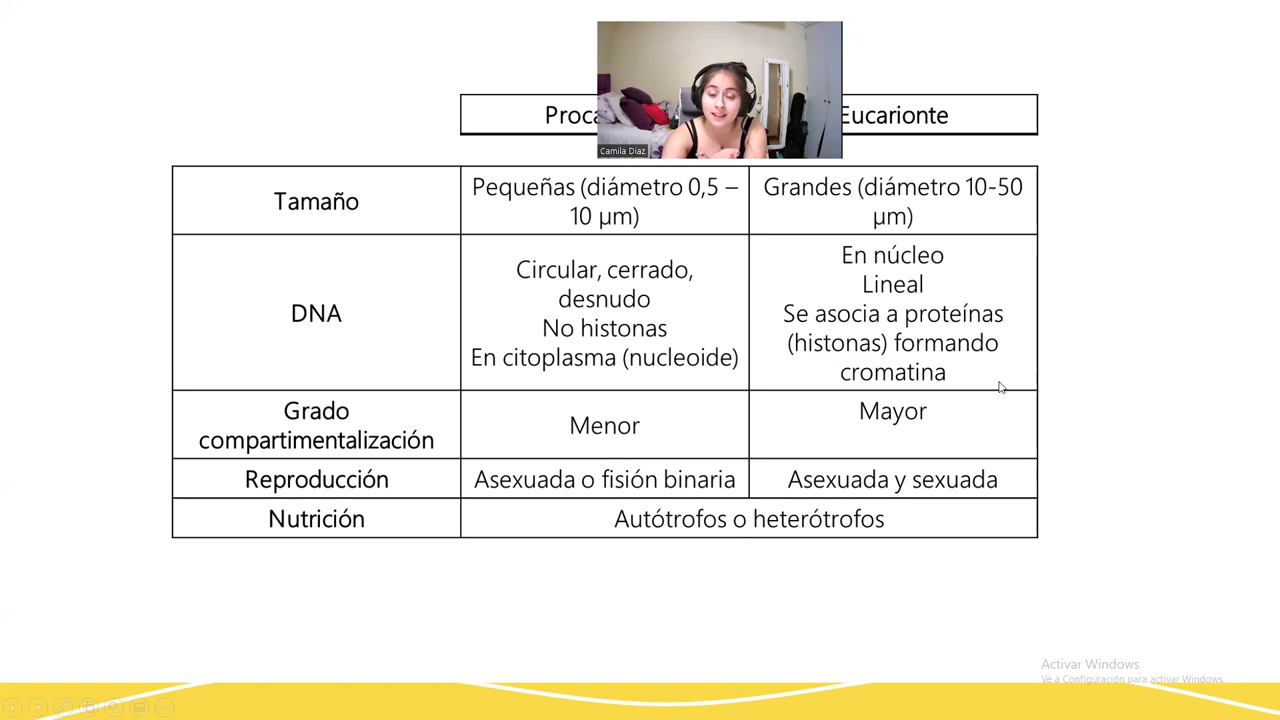 Eucarionte
Camila Diaz
Tamaño
Pequeñas (diámetro 0,5 –
10 µm)
Grandes (diámetro 10-50
µm)
DNA
Circular, cerrado,
desnudo
No histonas
En citoplasma (nucleoide)
En núcleo
Lineal
Se asocia a proteínas
(histonas) formando
cromatina
Grado
compartimentalización
Menor
Mayor
Reproducción
Asexuada o fisión binaria
Asexuada y sexuada
Nutrición
Autótrofos o heterótrofos
Activar Windows
Ve a Configuración para activar Windows.